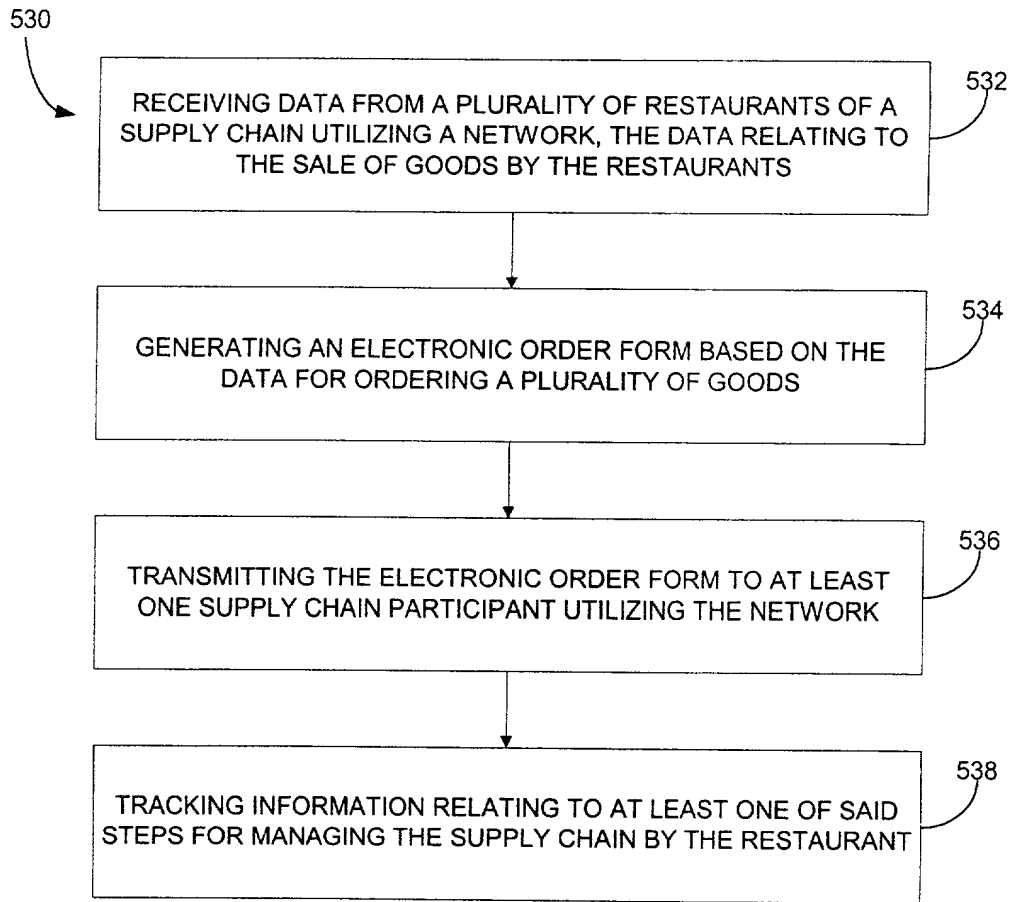 530
RECEIVING DATA FROM A PLURALITY OF RESTAURANTS OF A
SUPPLY CHAIN UTILIZING A NETWORK, THE DATA RELATING TO
THE SALE OF GOODS BY THE RESTAURANTS
532
GENERATING AN ELECTRONIC ORDER FORM BASED ON THE
DATA FOR ORDERING A PLURALITY OF GOODS
534
TRANSMITTING THE ELECTRONIC ORDER FORM TO AT LEAST
ONE SUPPLY CHAIN PARTICIPANT UTILIZING THE NETWORK
536
TRACKING INFORMATION RELATING TO AT LEAST ONE OF SAID
STEPS FOR MANAGING THE SUPPLY CHAIN BY THE RESTAURANT
538